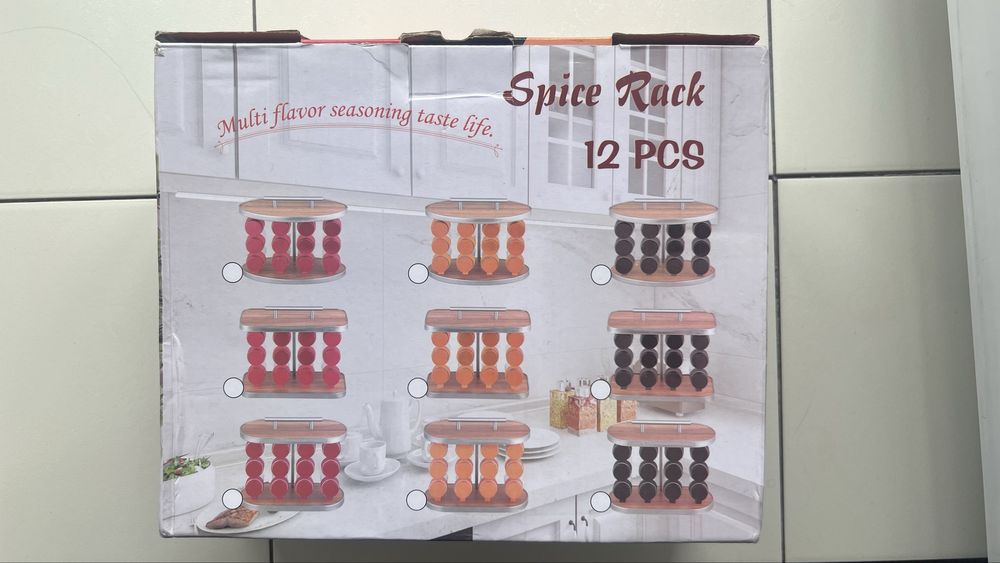 Multi flavor seasoning taste life.
Spice Rack
12 PCS